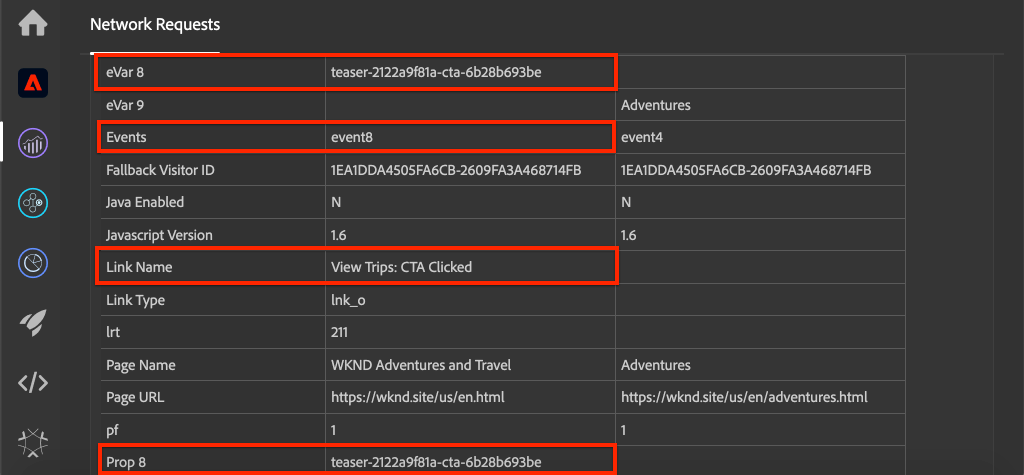 Network Requests
eVar 8 teaser-2122a9f81a-cta-6b28b693be
eVar 9 Adventures
Events event8 event4
Fallback Visitor ID 1EA1DDA4505FA6CB-2609FA3A468714FB 1EA1DDA4505FA6CB-2609FA3A468714FB
Java Enabled N N
Javascript Version 1.6 1.6
Link Name View Trips: CTA Clicked
Link Type lnk_o
lrt 211
Page Name WKND Adventures and Travel Adventures
Page URL https://wknd.site/us/en.html https://wknd.site/us/en/adventures.html
pf 1 1
Prop 8 teaser-2122a9f81a-cta-6b28b693be